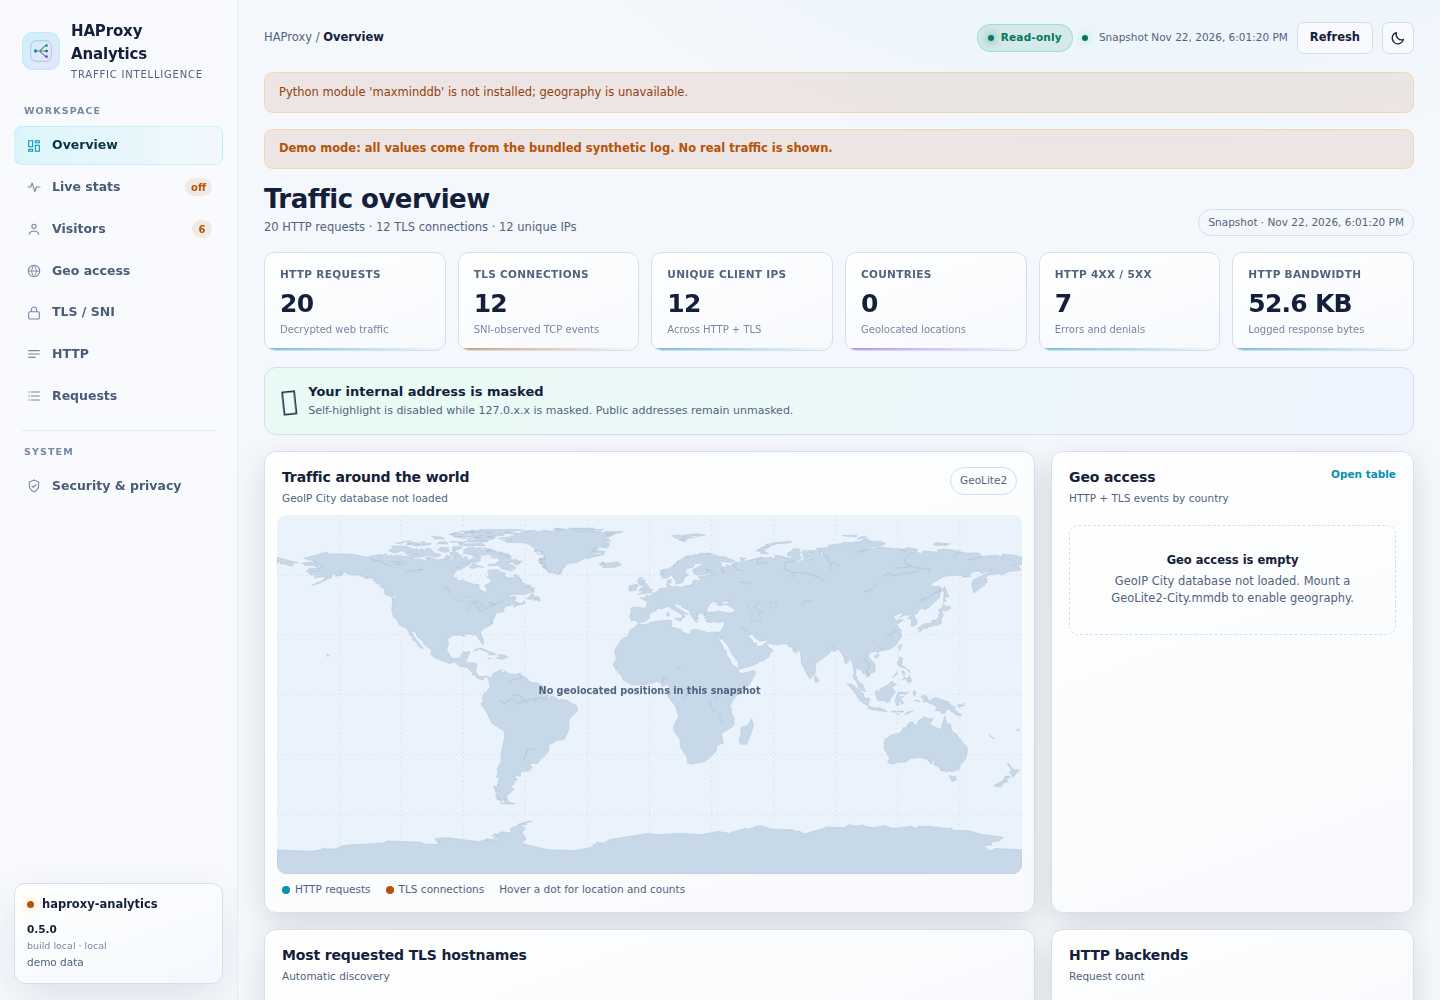 HAProxy
Analytics
TRAFFIC INTELLIGENCE
WORKSPACE
Overview
Live stats off
Visitors 6
Geo access
TLS / SNI
HTTP
Requests
SYSTEM
Security & privacy
haproxy-analytics
0.5.0
build local · local
demo data
HAProxy / Overview
Read-only
Snapshot Nov 22, 2026, 6:01:20 PM
Refresh
Python module 'maxminddb' is not installed; geography is unavailable.
Demo mode: all values come from the bundled synthetic log. No real traffic is shown.
Traffic overview
20 HTTP requests · 12 TLS connections · 12 unique IPs
Snapshot · Nov 22, 2026, 6:01:20 PM
HTTP REQUESTS
20
Decrypted web traffic
TLS CONNECTIONS
12
SNI-observed TCP events
UNIQUE CLIENT IPS
12
Across HTTP + TLS
COUNTRIES
0
Geolocated locations
HTTP 4XX / 5XX
7
Errors and denials
HTTP BANDWIDTH
52.6 KB
Logged response bytes
Your internal address is masked
Self-highlight is disabled while 127.0.x.x is masked. Public addresses remain unmasked.
Traffic around the world
GeoIP City database not loaded
GeoLite2
No geolocated positions in this snapshot
HTTP requests
TLS connections
Hover a dot for location and counts
Geo access
HTTP + TLS events by country
Open table
Geo access is empty
GeoIP City database not loaded. Mount a
GeoLite2-City.mmdb to enable geography.
Most requested TLS hostnames
Automatic discovery
HTTP backends
Request count